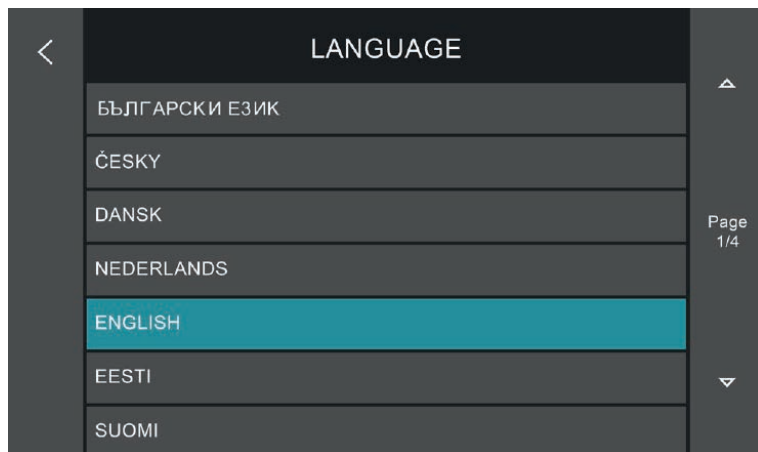 LANGUAGE
БЪЛГАРСКИ ЕЗИК
ČESKY
DANSK
NEDERLANDS
ENGLISH
EESTI
SUOMI
Page
1/4